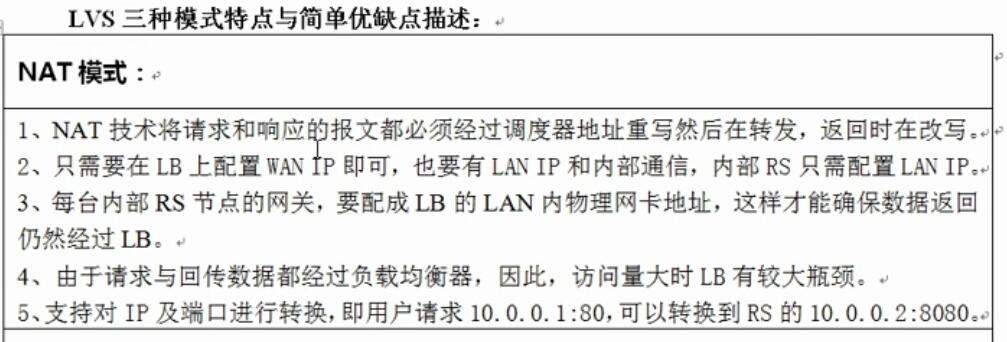 LVS 三种模式特点与简单优缺点描述：
NAT 模式：
1、NAT 技术将请求和响应的报文都必须经过调度器地址重写然后在转发，返回时在改写。
2、只需要在 LB 上配置 WAN IP 即可，也要有 LAN IP 和内部通信，内部 RS 只需配置 LAN IP。
3、每台内部 RS 节点的网关，要配成 LB 的 LAN 内物理网卡地址，这样才能确保数据返回
仍然经过 LB。
4、由于请求与回传数据都经过负载均衡器，因此，访问量大时 LB 有较大瓶颈。
5、支持对 IP 及端口进行转换，即用户请求 10.0.0.1:80，可以转换到 RS 的 10.0.0.2:8080。